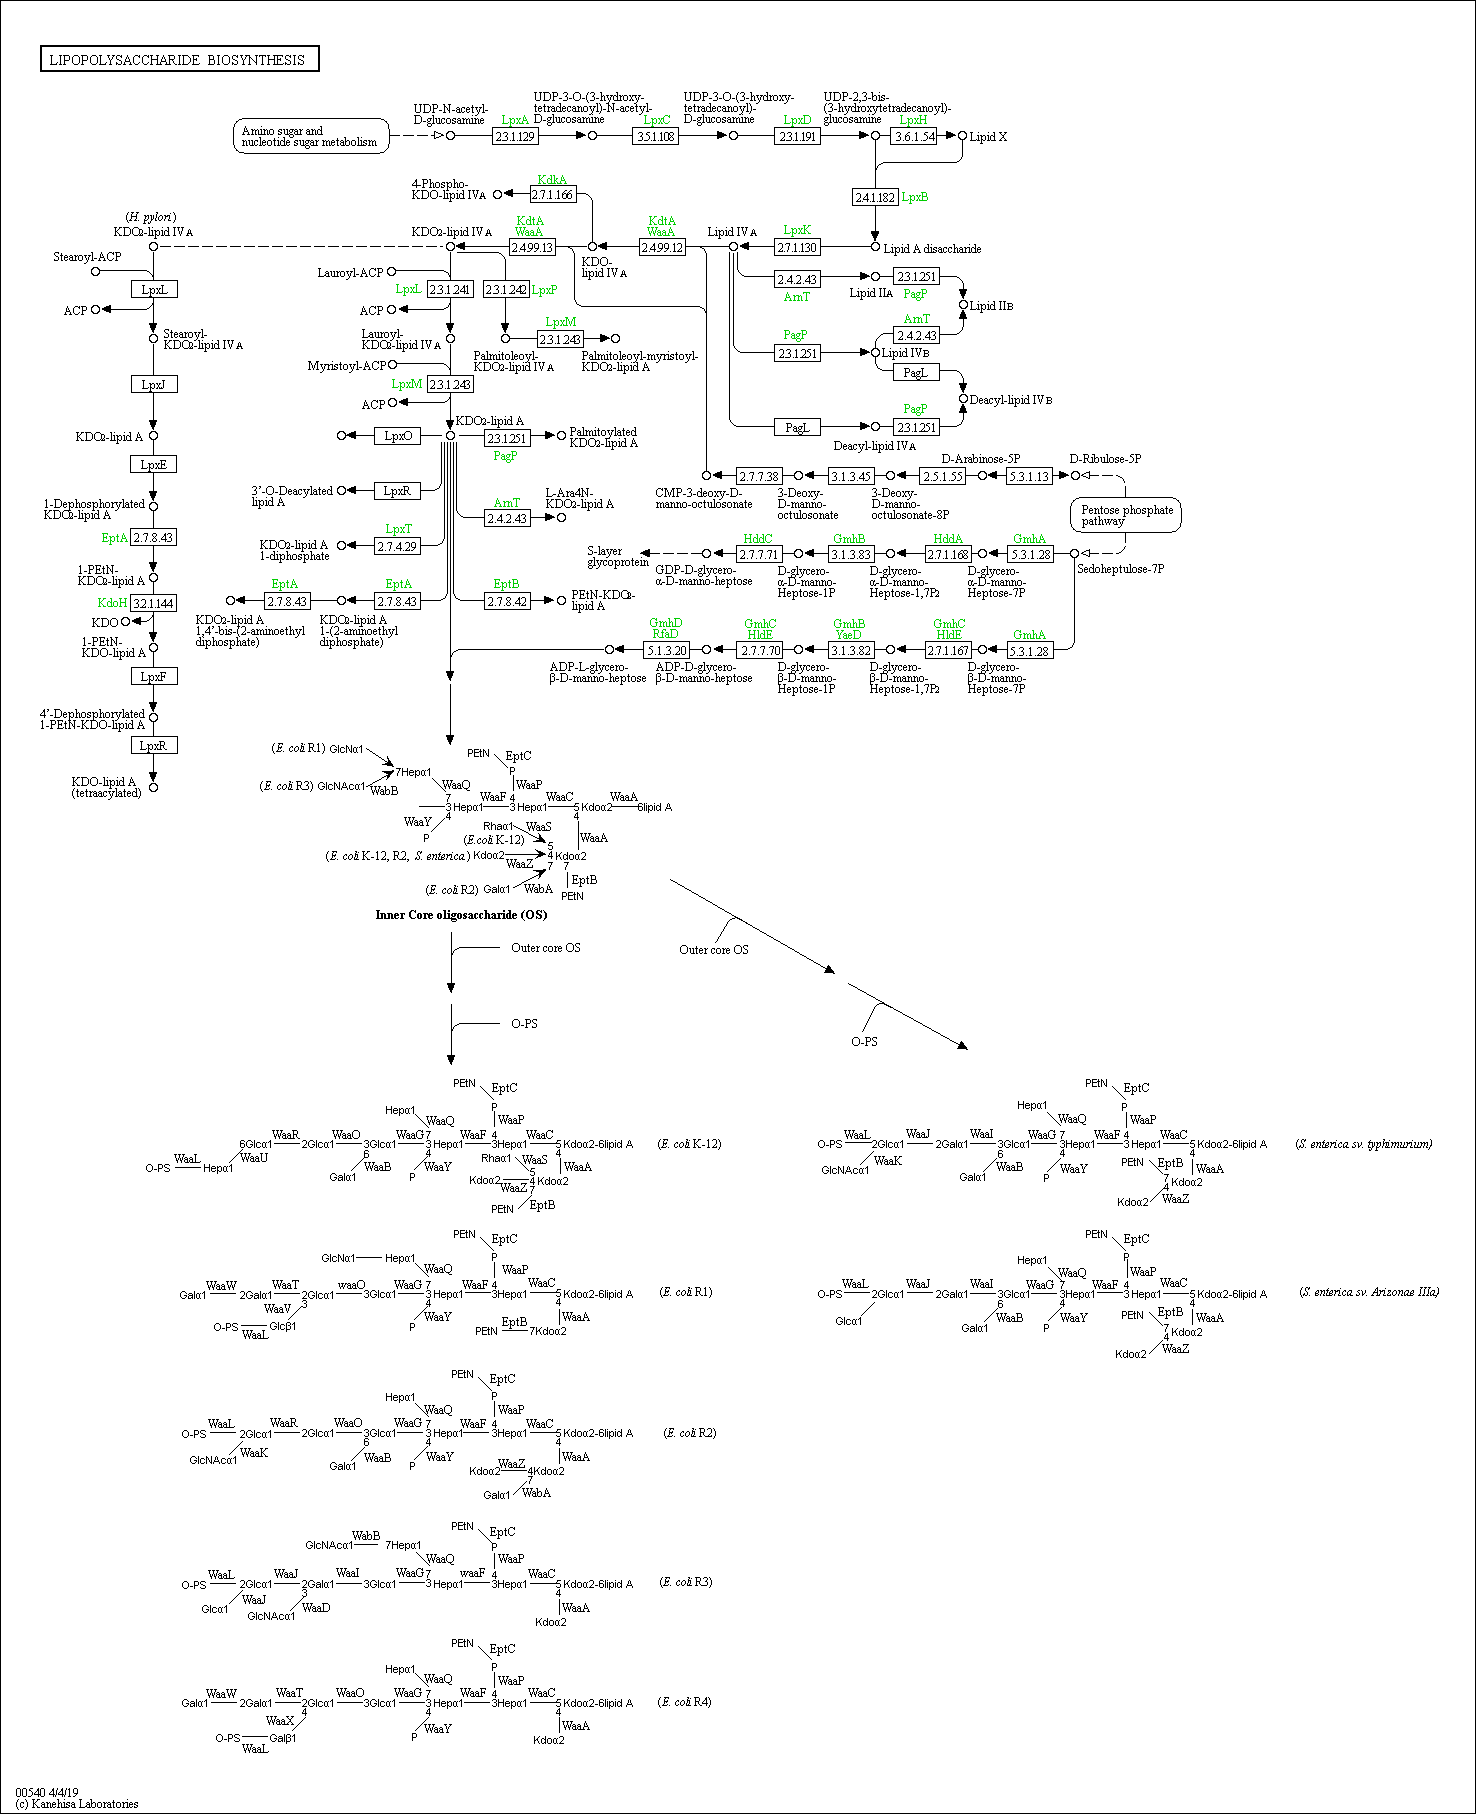 LIPOPOLYSACCHARIDE BIOSYNTHESIS
Amino sugar and
nucleotide sugar metabolism
UDP-N-acetyl-
D-glucosamine
LpxA
2.3.1.129
UDP-3-O-(3-hydroxy-
tetradecanoyl)-N-acetyl-
D-glucosamine
LpxC
3.5.1.108
UDP-3-O-(3-hydroxy-
tetradecanoyl)-
D-glucosamine
LpxD
2.3.1.191
UDP-2,3-bis-
(3-hydroxytetradecanoyl)-
glucosamine
LpxH
3.6.1.54
Lipid X
2.4.1.182
LpxB
4-Phospho-
KDO-lipid IVA
KdkA
2.7.1.166
(H. pylori)
KDO2-lipid IVA
KDO2-lipid IVA
KdtA
WaaA
2.4.99.13
KDO-
lipid IVA
KdtA
WaaA
2.4.99.12
Lipid IVA
LpxK
2.7.1.130
Lipid A disaccharide
Stearoyl-ACP
LpxL
ACP
Stearoyl-
KDO2-lipid IVA
LpxJ
KDO2-lipid A
LpxE
1-Dephosphorylated
KDO2-lipid A
EptA
2.7.8.43
1-PEtN-
KDO2-lipid A
KdoH
3.2.1.144
KDO
1-PEtN-
KDO-lipid A
LpxF
4'-Dephosphorylated
1-PEtN-KDO-lipid A
LpxR
KDO-lipid A
(tetraacylated)
Lauroyl-ACP
LpxL
2.3.1.241
2.3.1.242
LpxP
ACP
Lauroyl-
KDO2-lipid IVA
LpxM
2.3.1.243
Palmitoleoyl-
KDO2-lipid IVA
Palmitoleoyl-myristoyl-
KDO2-lipid A
Myristoyl-ACP
LpxM
2.3.1.243
ACP
KDO2-lipid A
2.4.2.43
ArnT
Lipid IIA
2.3.1.251
PagP
Lipid IIB
PagP
2.3.1.251
ArnT
2.4.2.43
Lipid IVB
PagL
Deacyl-lipid IVB
PagL
Deacyl-lipid IVA
PagP
2.3.1.251
LpxO
2.3.1.251
PagP
Palmitoylated
KDO2-lipid A
3'-O-Deacylated
lipid A
LpxR
ArnT
2.4.2.43
L-Ara4N-
KDO2-lipid A
KDO2-lipid A
1-diphosphate
LpxT
2.7.4.29
EptA
2.7.8.43
EptA
2.7.8.43
EptB
2.7.8.42
PEtN-KDO2-
lipid A
KDO2-lipid A
1,4'-bis-(2-aminoethyl
diphosphate)
KDO2-lipid A
1-(2-aminoethyl
diphosphate)
CMP-3-deoxy-D-
manno-octulosonate
2.7.7.38
3-Deoxy-
D-manno-
octulosonate
3.1.3.45
3-Deoxy-
D-manno-
octulosonate-8P
2.5.1.55
D-Arabinose-5P
5.3.1.13
D-Ribulose-5P
Pentose phosphate
pathway
S-layer
glycoprotein
GDP-D-glycero-
α-D-manno-heptose
HddC
2.7.7.71
D-glycero-
α-D-manno-
Heptose-1P
GmhB
3.1.3.83
D-glycero-
α-D-manno-
Heptose-1,7P2
HddA
2.7.1.168
D-glycero-
α-D-manno-
Heptose-7P
GmhA
5.3.1.28
Sedoheptulose-7P
ADP-L-glycero-
β-D-manno-heptose
GmhD
RfaD
5.1.3.20
ADP-D-glycero-
β-D-manno-heptose
GmhC
HldE
2.7.7.70
D-glycero-
β-D-manno-
Heptose-1P
GmhB
YaeD
3.1.3.82
D-glycero-
β-D-manno-
Heptose-1,7P2
GmhC
HldE
2.7.1.167
D-glycero-
β-D-manno-
Heptose-7P
GmhA
5.3.1.28
(E. coli R1) GlcNα1
PEtN EptC
7Hepα1 P
(E. coli R3) GlcNAcα1 WabB WaaQ WaaP
7 WaaF 4 WaaC WaaA
3Hepα1 3Hepα1 5Kdoα2 6lipid A
4 4
WaaY P
Rhaα1 WaaS WaaA
(E.coli K-12)
5
(E. coli K-12, R2, S. enterica) Kdoα2 4Kdoα2
WaaZ 7 7
(E. coli R2) Galα1 WabA EptB
PEtN
Inner Core oligosaccharide (OS)
Outer core OS
Outer core OS
O-PS
O-PS
PEtN EptC
Hepα1 P
WaaQ WaaP
WaaR WaaO WaaG 7 WaaF 4 WaaC
6Glcα1 2Glcα1 3Glcα1 3Hepα1 3Hepα1 5Kdoα2-6lipid A (E. coli K-12)
WaaL WaaU 6 4 4
O-PS Hepα1 WaaB WaaY Rhaα1 WaaS WaaA
Galα1 P 5
Kdoα2 4Kdoα2
WaaZ 7
PEtN EptB
PEtN EptC
Hepα1 P
WaaQ WaaP
WaaL WaaJ WaaI WaaG 7 WaaF 4 WaaC
O-PS 2Glcα1 2Galα1 3Glcα1 3Hepα1 3Hepα1 5Kdoα2-6lipid A (S. enterica sv. typhimurium)
WaaK 6 4 4
GlcNAcα1 WaaB WaaY PEtN EptB WaaA
Galα1 P 7Kdoα2
4
Kdoα2 WaaZ
PEtN EptC
GlcNα1 Hepα1 P
WaaQ WaaP
WaaW WaaT waaO WaaG 7 WaaF 4 WaaC
Galα1 2Galα1 2Glcα1 3Glcα1 3Hepα1 3Hepα1 5Kdoα2-6lipid A (E. coli R1)
WaaV 3 4 4
O-PS Glcβ1 WaaY EptB WaaA
WaaL P PEtN 7Kdoα2
PEtN EptC
Hepα1 P
WaaQ WaaP
WaaL WaaJ WaaI WaaG 7 WaaF 4 WaaC
O-PS 2Glcα1 2Galα1 3Glcα1 3Hepα1 3Hepα1 5Kdoα2-6lipid A (S. enterica sv. Arizonae IIIa)
6 4 4
Glcα1 WaaB WaaY PEtN EptB WaaA
Galα1 P 7Kdoα2
4
Kdoα2 WaaZ
PEtN EptC
Hepα1 P
WaaQ WaaP
WaaL WaaR WaaO WaaG 7 WaaF 4 WaaC
O-PS 2Glcα1 2Glcα1 3Glcα1 3Hepα1 3Hepα1 5Kdoα2-6lipid A (E. coli R2)
WaaK 6 4 4
GlcNAcα1 WaaB WaaY WaaZ WaaA
Galα1 P Kdoα2 4Kdoα2
7
Galα1 WabA
PEtN EptC
WabB
GlcNAcα1 7Hepα1 P
WaaQ WaaP
WaaL WaaJ WaaI WaaG 7 waaF 4 WaaC
O-PS 2Glcα1 2Galα1 3Glcα1 3Hepα1 3Hepα1 5Kdoα2-6lipid A (E. coli R3)
WaaJ 3 4
Glcα1 GlcNAcα1 WaaD WaaA
Kdoα2
PEtN EptC
Hepα1 P
WaaQ WaaP
WaaW WaaT WaaO WaaG 7 WaaF 4 WaaC
Galα1 2Galα1 2Glcα1 3Glcα1 3Hepα1 3Hepα1 5Kdoα2-6lipid A (E. coli R4)
WaaX 4 4 4
O-PS Galβ1 WaaY WaaA
WaaL P Kdoα2
00540 4/4/19
(c) Kanehisa Laboratories